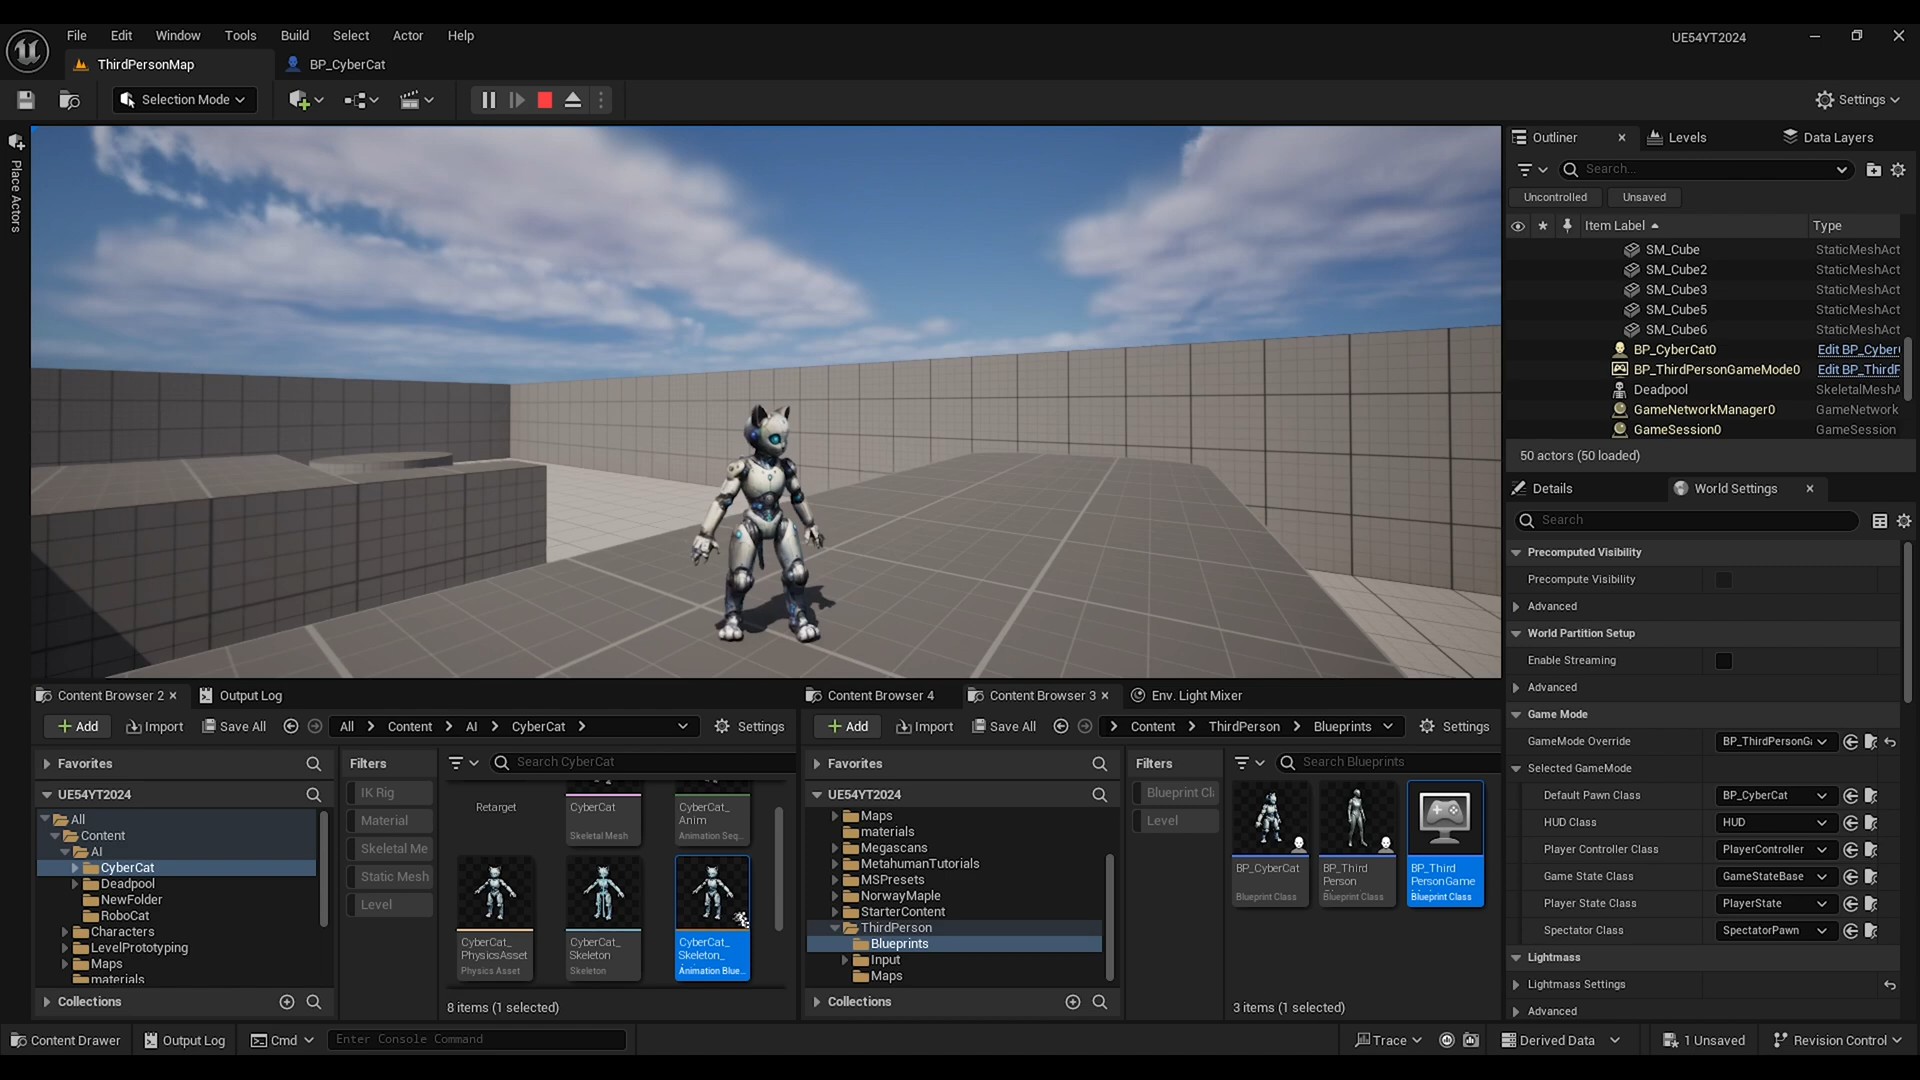 File Edit Window Tools Build Select Actor Help
UE54YT2024
ThirdPersonMap
BP_CyberCat
Selection Mode
Settings
Place Actors
Outliner
Levels
Data Layers
Search...
Uncontrolled
Unsaved
Item Label
Type
SM_Cube StaticMeshAct
SM_Cube2 StaticMeshAct
SM_Cube3 StaticMeshAct
SM_Cube5 StaticMeshAct
SM_Cube6 StaticMeshAct
BP_CyberCat0 Edit BP_Cyber
BP_ThirdPersonGameMode0 Edit BP_ThirdP
Deadpool SkeletalMeshA
GameNetworkManager0 GameNetwork
GameSession0 GameSession
50 actors (50 loaded)
Details
World Settings
Search
Precomputed Visibility
Precompute Visibility
Advanced
World Partition Setup
Enable Streaming
Advanced
Game Mode
GameMode Override BP_ThirdPersonGa
Selected GameMode
Default Pawn Class BP_CyberCat
HUD Class HUD
Player Controller Class PlayerController
Game State Class GameStateBase
Player State Class PlayerState
Spectator Class SpectatorPawn
Lightmass
Lightmass Settings
Advanced
Content Browser 2
Output Log
Add
Import
Save All
All
Content
AI
CyberCat
Settings
Favorites
UE54YT2024
All
Content
AI
CyberCat
Deadpool
NewFolder
RoboCat
Characters
LevelPrototyping
Maps
materials
Collections
Filters
IK Rig
Material
Skeletal Me
Static Mesh
Level
Search CyberCat
Retarget
CyberCat
Skeletal Mesh
CyberCat_
Anim
Animation Seq...
CyberCat_
PhysicsAsset
Physics Asset
CyberCat_
Skeleton
Skeleton
CyberCat_
Skeleton_
Animation Blue...
8 items (1 selected)
Content Browser 4
Content Browser 3
Env. Light Mixer
Add
Import
Save All
Content
ThirdPerson
Blueprints
Settings
Favorites
UE54YT2024
Maps
materials
Megascans
MetahumanTutorials
MSPresets
NorwayMaple
StarterContent
ThirdPerson
Blueprints
Input
Maps
Collections
Filters
Blueprint Cl
Level
Search Blueprints
BP_CyberCat
Blueprint Class
BP_Third
Person
Blueprint Class
BP_Third
PersonGame
Blueprint Class
3 items (1 selected)
Content Drawer
Output Log
Cmd
Enter Console Command
Trace
Derived Data
1 Unsaved
Revision Control